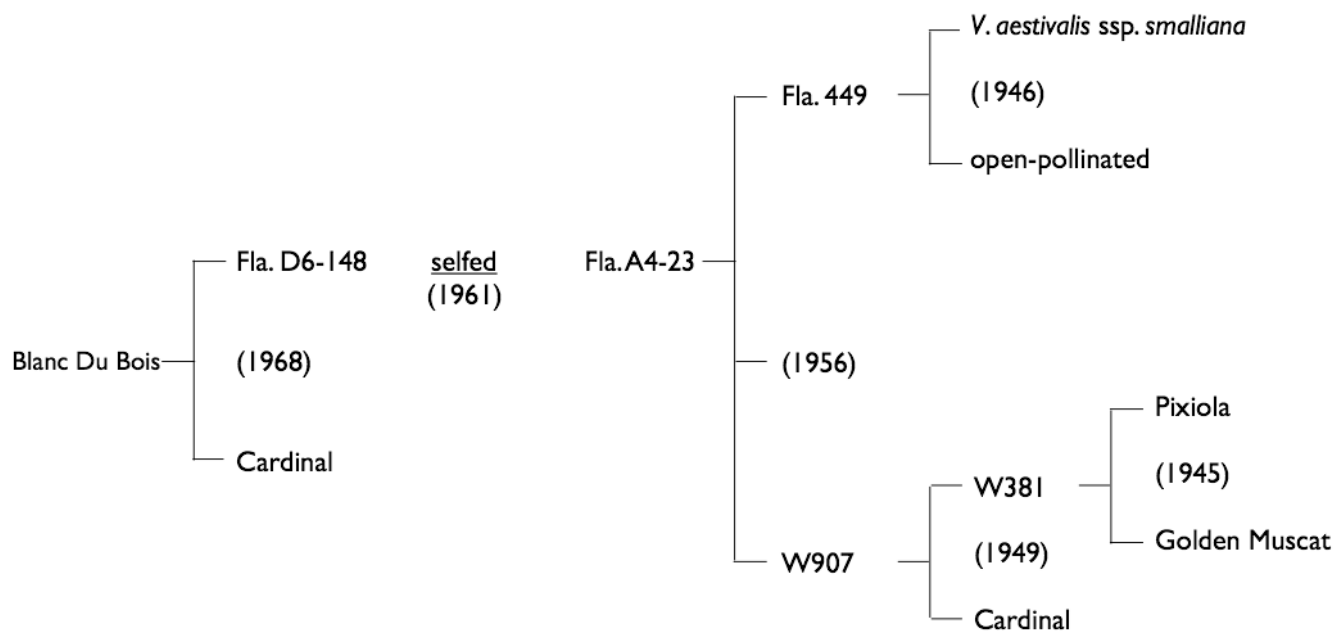 V. aestivalis ssp. smalliana
Fla. 449
(1946)
open-pollinated
Fla. D6-148
selfed
(1961)
Fla. A4-23
Blanc Du Bois
(1968)
(1956)
Cardinal
Pixiola
W381
(1945)
Golden Muscat
W907
(1949)
Cardinal